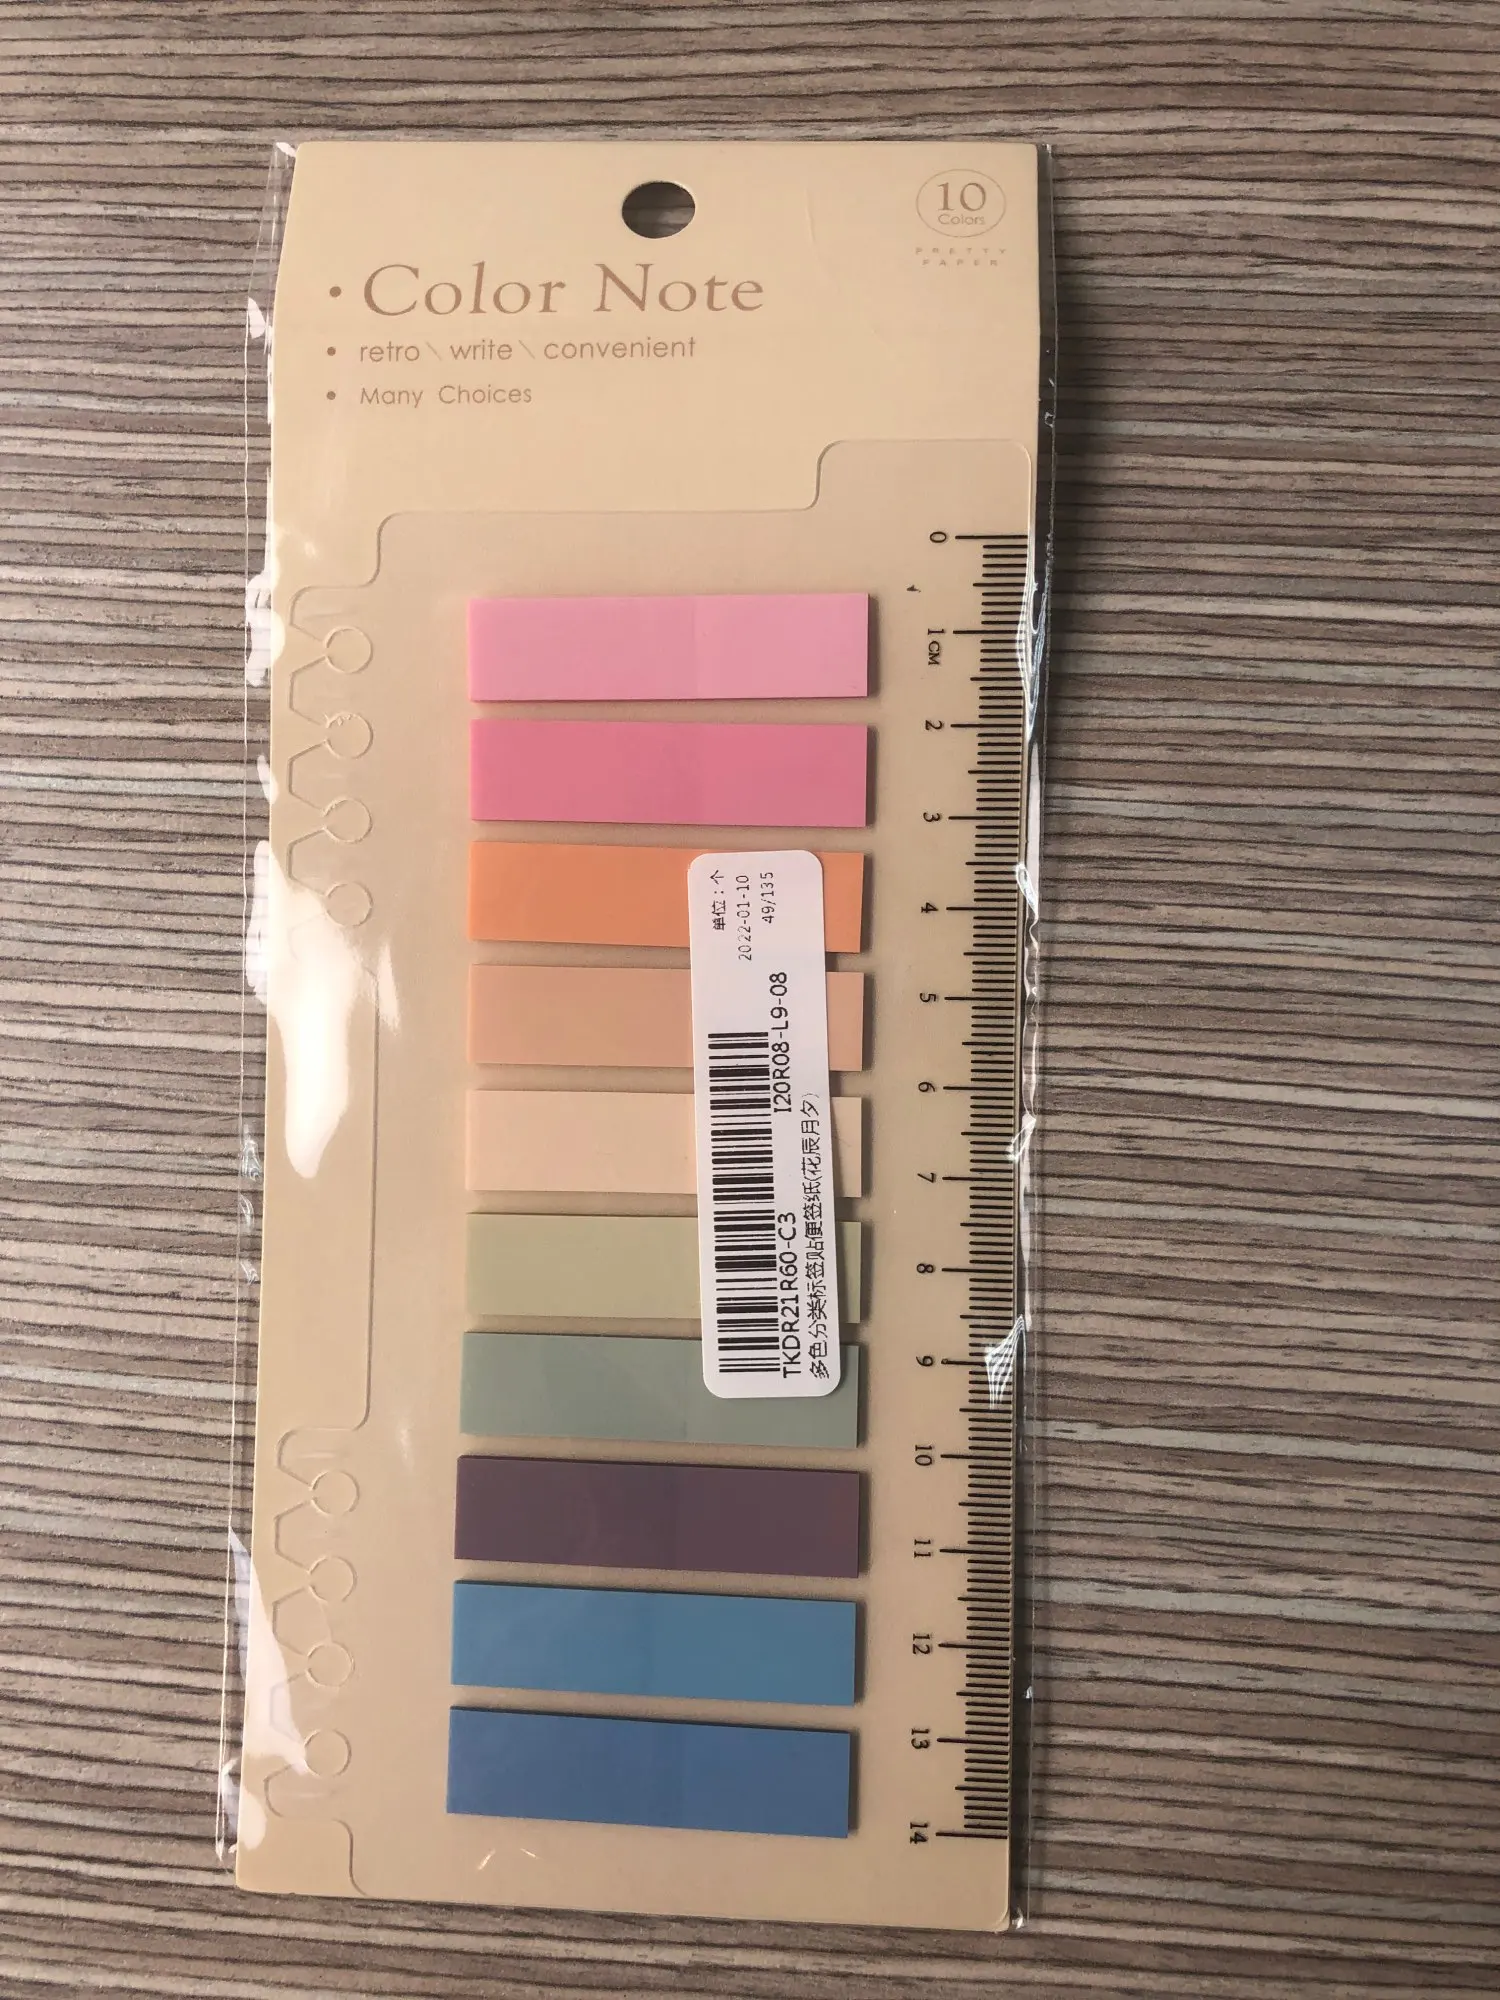 10
Colors
PRETTY
PAPER
• Color Note
• retro \ write \ convenient
• Many Choices
0
1CM
2
3
4
5
6
7
8
9
10
11
12
13
14
单位:个
2022-01-10
49/135
I20R08-L9-08
TKDR21R60-C3
多色分类标签贴便签纸(花辰月夕)